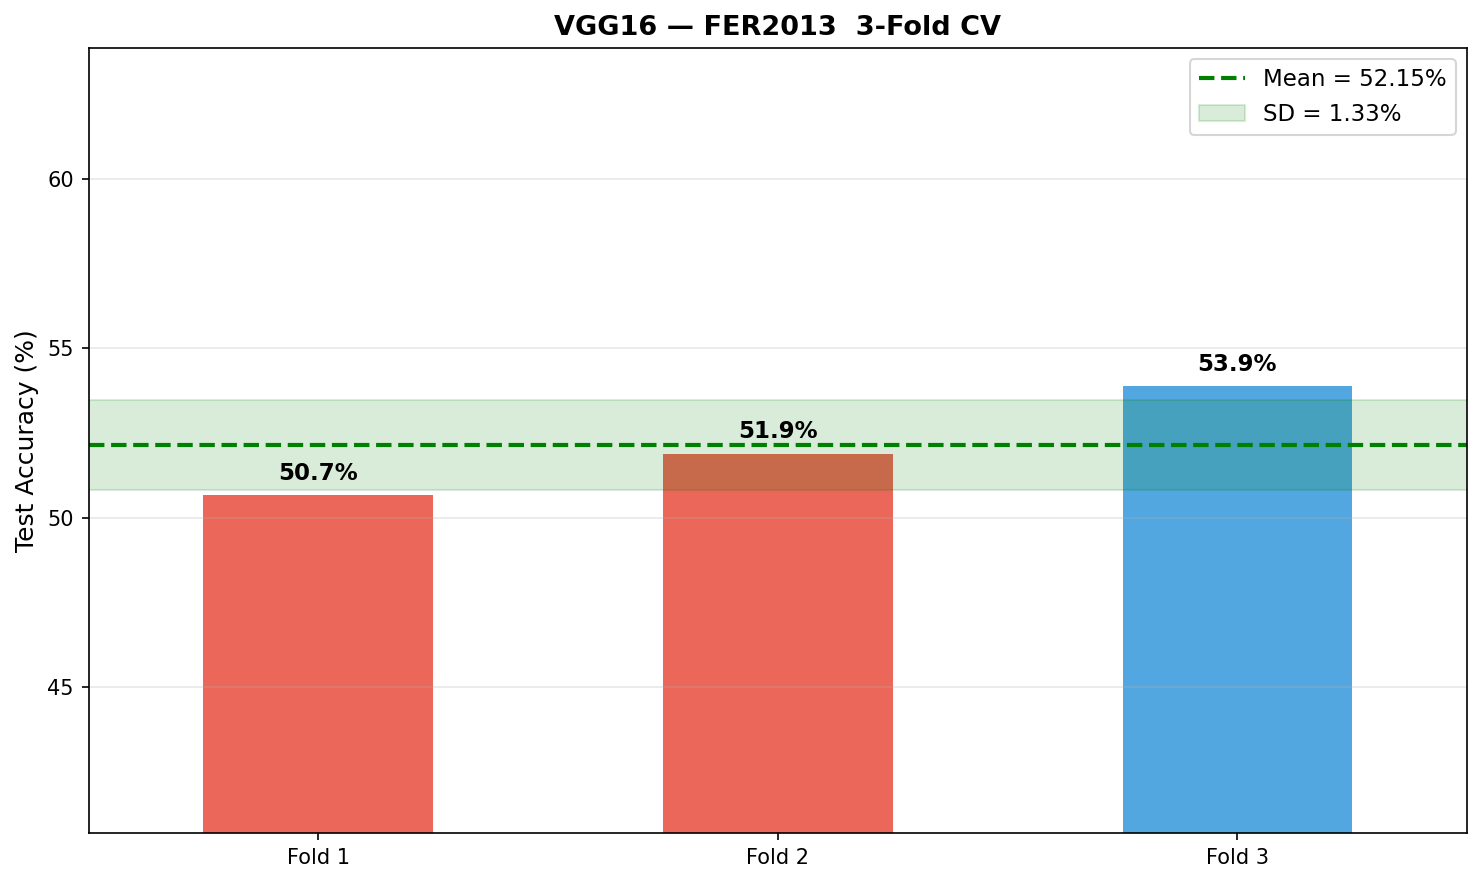 VGG16 — FER2013  3-Fold CV
Mean = 52.15%
SD = 1.33%
Test Accuracy (%)
60
55
50
45
50.7%
51.9%
53.9%
Fold 1
Fold 2
Fold 3